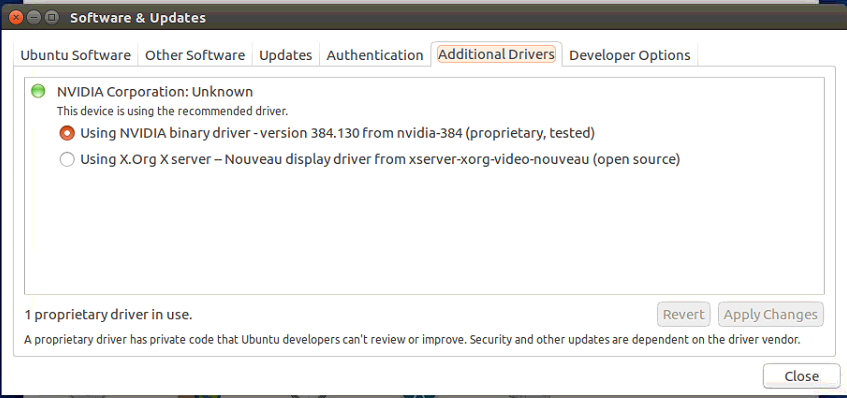 Software & Updates
Ubuntu Software Other Software Updates Authentication Additional Drivers Developer Options
NVIDIA Corporation: Unknown
This device is using the recommended driver.
Using NVIDIA binary driver - version 384.130 from nvidia-384 (proprietary, tested)
Using X.Org X server – Nouveau display driver from xserver-xorg-video-nouveau (open source)
1 proprietary driver in use.
Revert Apply Changes
A proprietary driver has private code that Ubuntu developers can't review or improve. Security and other updates are dependent on the driver vendor.
Close